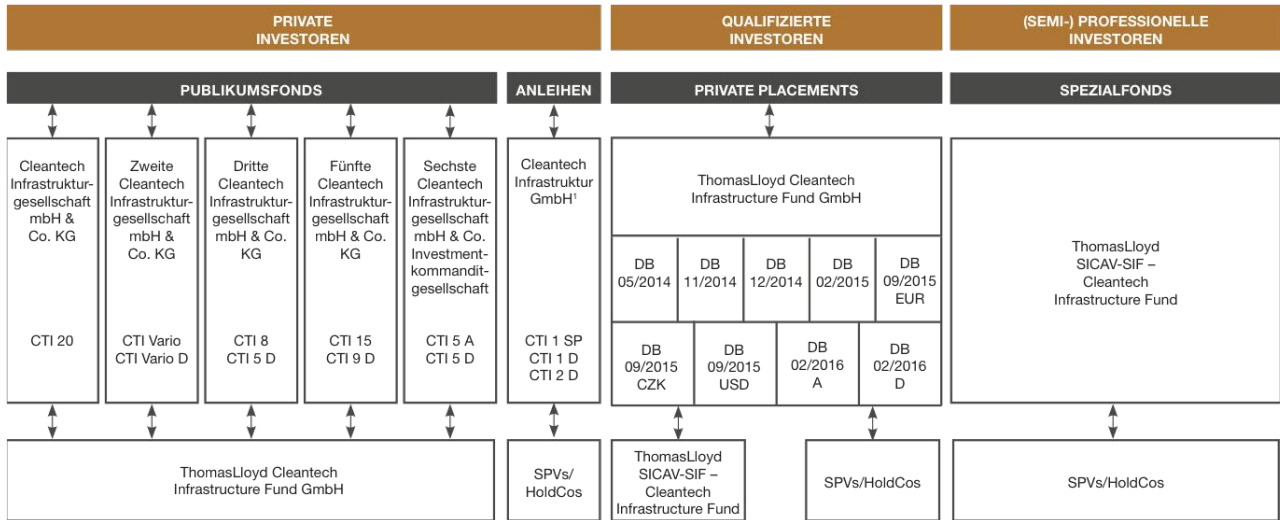 PRIVATE
INVESTOREN
QUALIFIZIERTE
INVESTOREN
(SEMI-) PROFESSIONELLE
INVESTOREN
PUBLIKUMSFONDS
ANLEIHEN
PRIVATE PLACEMENTS
SPEZIALFONDS
Cleantech
Infrastruktur-
gesellschaft
mbH &
Co. KG
CTI 20
Zweite
Cleantech
Infrastruktur-
gesellschaft
mbH &
Co. KG
CTI Vario
CTI Vario D
Dritte
Cleantech
Infrastruktur-
gesellschaft
mbH & Co.
KG
CTI 8
CTI 5 D
Fünfte
Cleantech
Infrastruktur-
gesellschaft
mbH & Co.
KG
CTI 15
CTI 9 D
Sechste
Cleantech
Infrastruktur-
gesellschaft
mbH & Co.
Investment-
kommandit-
gesellschaft
CTI 5 A
CTI 5 D
Cleantech
Infrastruktur
GmbH¹
CTI 1 SP
CTI 1 D
CTI 2 D
ThomasLloyd Cleantech
Infrastructure Fund GmbH
DB
05/2014
DB
11/2014
DB
12/2014
DB
02/2015
DB
09/2015
EUR
DB
09/2015
CZK
DB
09/2015
USD
DB
02/2016
A
DB
02/2016
D
ThomasLloyd
SICAV-SIF –
Cleantech
Infrastructure Fund
ThomasLloyd Cleantech
Infrastructure Fund GmbH
SPVs/
HoldCos
ThomasLloyd
SICAV-SIF –
Cleantech
Infrastructure Fund
SPVs/HoldCos
SPVs/HoldCos